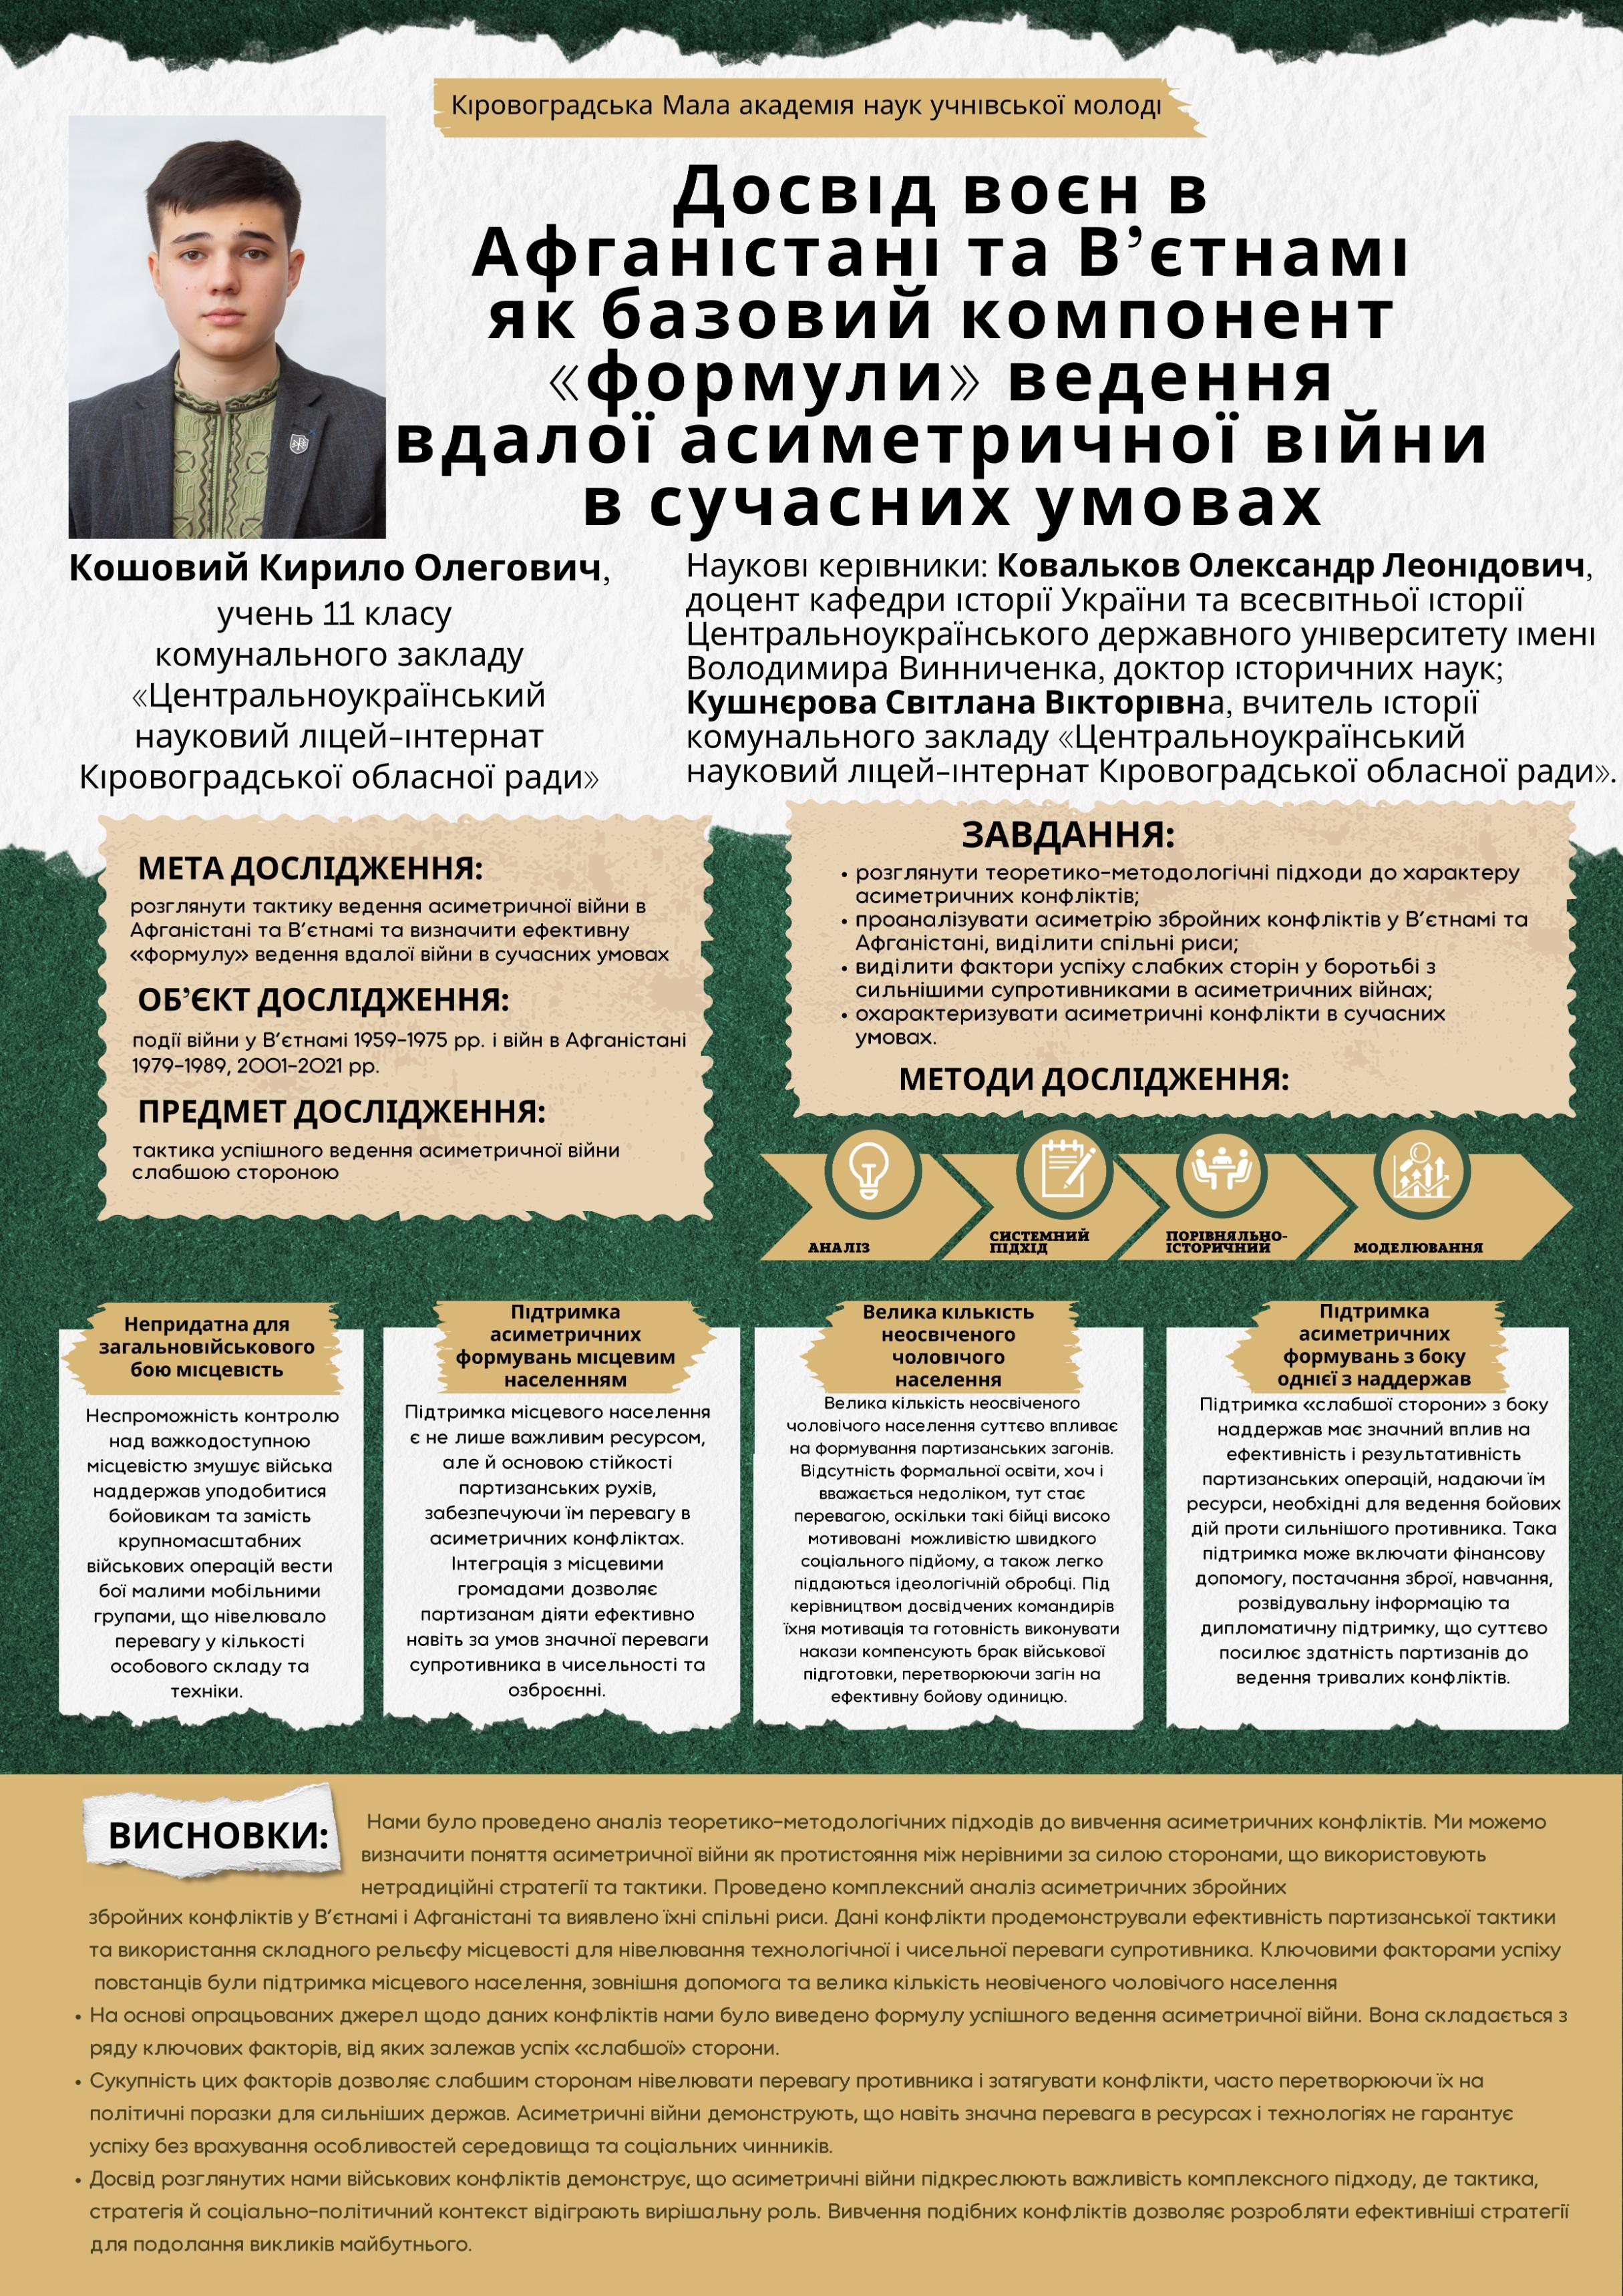 Кіровоградська Мала академія наук учнівської молоді
Досвід воєн в
Афганістані та В’єтнамі
як базовий компонент
«формули» ведення
вдалої асиметричної війни
в сучасних умовах
Кошовий Кирило Олегович,
учень 11 класу
комунального закладу
«Центральноукраїнський
науковий ліцей-інтернат
Кіровоградської обласної ради»
Наукові керівники: Ковальков Олександр Леонідович,
доцент кафедри історії України та всесвітньої історії
Центральноукраїнського державного університету імені
Володимира Винниченка, доктор історичних наук;
Кушнєрова Світлана Вікторівна, вчитель історії
комунального закладу «Центральноукраїнський
науковий ліцей-інтернат Кіровоградської обласної ради».
МЕТА ДОСЛІДЖЕННЯ:
розглянути тактику ведення асиметричної війни в
Афганістані та В’єтнамі та визначити ефективну
«формулу» ведення вдалої війни в сучасних умовах
ОБ’ЄКТ ДОСЛІДЖЕННЯ:
події війни у В’єтнамі 1959-1975 рр. і війн в Афганістані
1979-1989, 2001-2021 рр.
ПРЕДМЕТ ДОСЛІДЖЕННЯ:
тактика успішного ведення асиметричної війни
слабшою стороною
ЗАВДАННЯ:
• розглянути теоретико-методологічні підходи до характеру
асиметричних конфліктів;
• проаналізувати асиметрію збройних конфліктів у В’єтнамі та
Афганістані, виділити спільні риси;
• виділити фактори успіху слабких сторін у боротьбі з
сильнішими супротивниками в асиметричних війнах;
• охарактеризувати асиметричні конфлікти в сучасних
умовах.
МЕТОДИ ДОСЛІДЖЕННЯ:
АНАЛІЗ
СИСТЕМНИЙ
ПІДХІД
ПОРІВНЯЛЬНО-
ІСТОРИЧНИЙ
МОДЕЛЮВАННЯ
Непридатна для
загальновійськового
бою місцевість
Неспроможність контролю
над важкодоступною
місцевістю змушує війська
наддержав уподобитися
бойовикам та замість
крупномасштабних
військових операцій вести
бої малими мобільними
групами, що нівелювало
перевагу у кількості
особового складу та
техніки.
Підтримка
асиметричних
формувань місцевим
населенням
Підтримка місцевого населення
є не лише важливим ресурсом,
але й основою стійкості
партизанських рухів,
забезпечуючи їм перевагу в
асиметричних конфліктах.
Інтеграція з місцевими
громадами дозволяє
партизанам діяти ефективно
навіть за умов значної переваги
супротивника в чисельності та
озброєнні.
Велика кількість
неосвіченого
чоловічого
населення
Велика кількість неосвіченого
чоловічого населення суттєво впливає
на формування партизанських загонів.
Відсутність формальної освіти, хоч і
вважається недоліком, тут стає
перевагою, оскільки такі бійці високо
мотивовані можливістю швидкого
соціального підйому, а також легко
піддаються ідеологічній обробці. Під
керівництвом досвідчених командирів
їхня мотивація та готовність виконувати
накази компенсують брак військової
підготовки, перетворюючи загін на
ефективну бойову одиницю.
Підтримка
асиметричних
формувань з боку
однієї з наддержав
Підтримка «слабшої сторони» з боку
наддержав має значний вплив на
ефективність і результативність
партизанських операцій, надаючи їм
ресурси, необхідні для ведення бойових
дій проти сильнішого противника. Така
підтримка може включати фінансову
допомогу, постачання зброї, навчання,
розвідувальну інформацію та
дипломатичну підтримку, що суттєво
посилює здатність партизанів до
ведення тривалих конфліктів.
ВИСНОВКИ:
Нами було проведено аналіз теоретико-методологічних підходів до вивчення асиметричних конфліктів. Ми можемо
визначити поняття асиметричної війни як протистояння між нерівними за силою сторонами, що використовують
нетрадиційні стратегії та тактики. Проведено комплексний аналіз асиметричних збройних
збройних конфліктів у В’єтнамі і Афганістані та виявлено їхні спільні риси. Дані конфлікти продемонстрували ефективність партизанської тактики
та використання складного рельєфу місцевості для нівелювання технологічної і чисельної переваги супротивника. Ключовими факторами успіху
повстанців були підтримка місцевого населення, зовнішня допомога та велика кількість неовіченого чоловічого населення
• На основі опрацьованих джерел щодо даних конфліктів нами було виведено формулу успішного ведення асиметричної війни. Вона складається з
ряду ключових факторів, від яких залежав успіх «слабшої» сторони.
• Сукупність цих факторів дозволяє слабшим сторонам нівелювати перевагу противника і затягувати конфлікти, часто перетворюючи їх на
політичні поразки для сильніших держав. Асиметричні війни демонструють, що навіть значна перевага в ресурсах і технологіях не гарантує
успіху без врахування особливостей середовища та соціальних чинників.
• Досвід розглянутих нами військових конфліктів демонструє, що асиметричні війни підкреслюють важливість комплексного підходу, де тактика,
стратегія й соціально-політичний контекст відіграють вирішальну роль. Вивчення подібних конфліктів дозволяє розробляти ефективніші стратегії
для подолання викликів майбутнього.